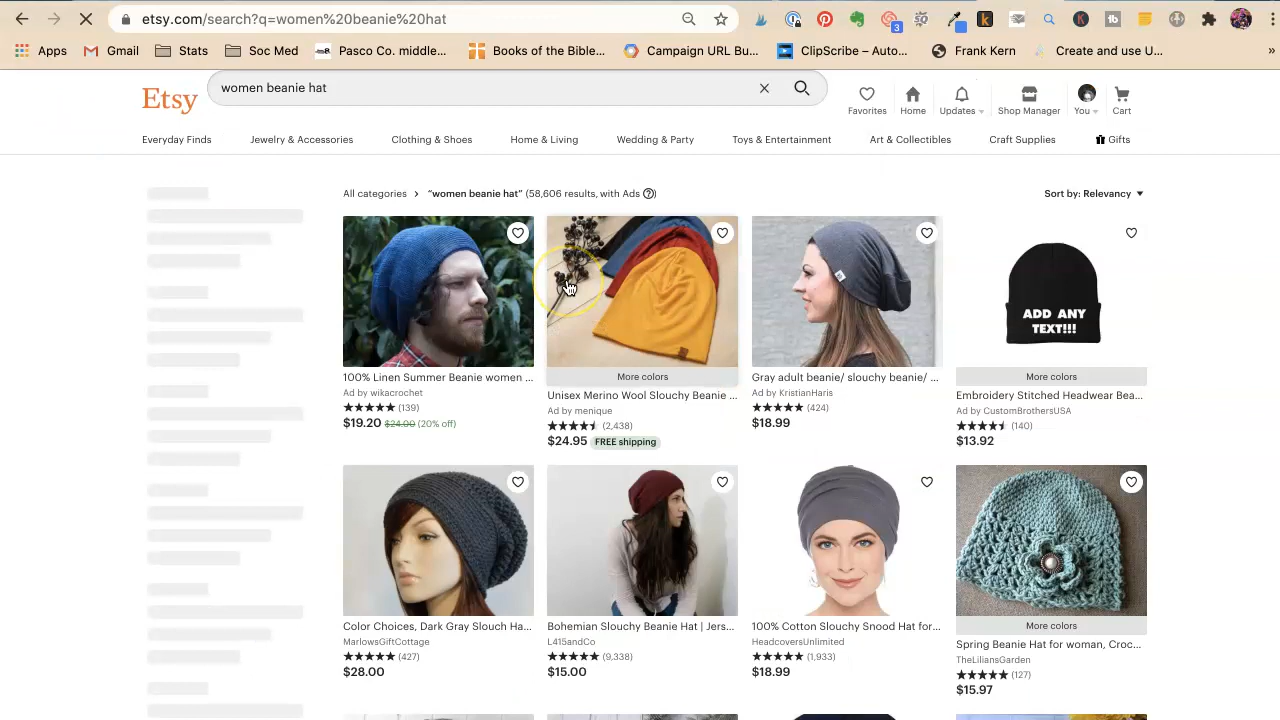 etsy.com/search?q=women%20beanie%20hat
3
Apps
Gmail
Stats
Soc Med
Pasco Co. middle...
Books of the Bible...
Campaign URL Bu...
ClipScribe – Auto...
Frank Kern
Create and use U...
»
Etsy
women beanie hat
Favorites
Home
Updates
Shop Manager
You
Cart
Everyday Finds
Jewelry & Accessories
Clothing & Shoes
Home & Living
Wedding & Party
Toys & Entertainment
Art & Collectibles
Craft Supplies
Gifts
All categories > “women beanie hat” (58,606 results, with Ads ?)
Sort by: Relevancy
ADD ANY
TEXT!!!
100% Linen Summer Beanie women ...
Ad by wikacrochet
(139)
$19.20 $24.00 (20% off)
More colors
Unisex Merino Wool Slouchy Beanie ...
Ad by menique
(2,438)
$24.95 FREE shipping
Gray adult beanie/ slouchy beanie/ ...
Ad by KristianHaris
(424)
$18.99
More colors
Embroidery Stitched Headwear Bea...
Ad by CustomBrothersUSA
(140)
$13.92
Color Choices, Dark Gray Slouch Ha...
MarlowsGiftCottage
(427)
$28.00
Bohemian Slouchy Beanie Hat | Jers...
L415andCo
(9,338)
$15.00
100% Cotton Slouchy Snood Hat for...
HeadcoversUnlimited
(1,933)
$18.99
More colors
Spring Beanie Hat for woman, Croc...
TheLiliansGarden
(127)
$15.97